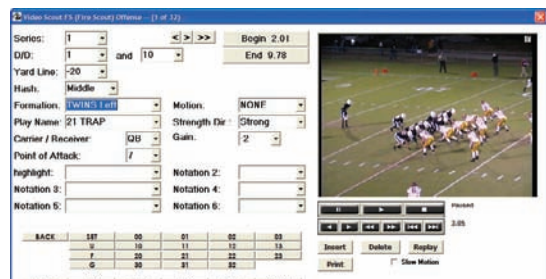 Video Scout FS (Fire Scout) Offense -- (1 of 32)
Series: 1 < > >> Begin 2.01
D/D: 1 and 10 End 9.78
Yard Line: -20
Hash: Middle
Formation: TWINS Left Motion: NONE
Play Name: 21 TRAP Strength Dir.: Strong
Carrier / Receiver: QB Gain: 2
Point of Attack: 7
highlight: Notation 2:
Notation 3: Notation 4:
Notation 5: Notation 6:
Paused
3.05
BACK SET 00 01 02 03
U 10 11 12 13
F 20 21 22 23
G 30 31 32
Insert Delete Replay
Print Slow Motion